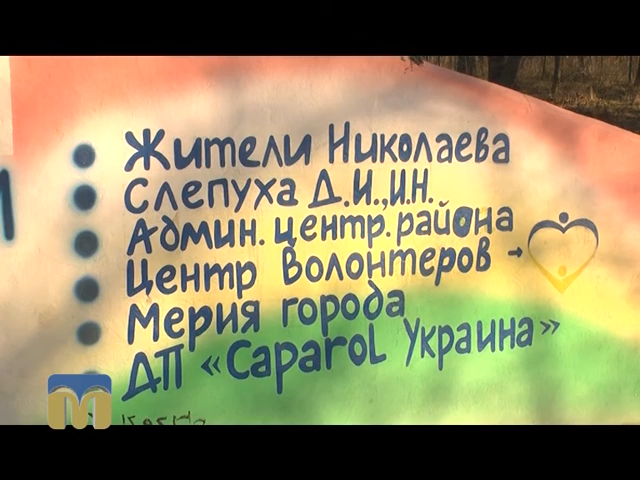 Жители Николаева
Слепуха Д.И.,И.Н.
Админ. центр. района
Центр Волонтеров →
Мерия города
ДП «Caparol Украина»
М